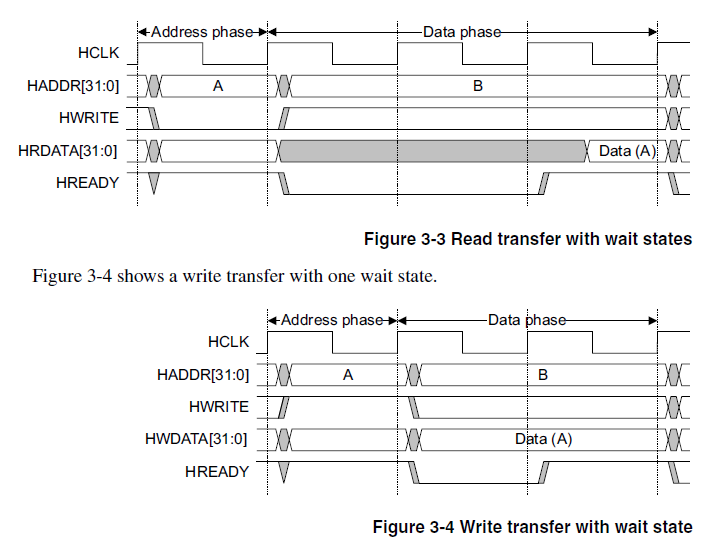 Address phase Data phase
HCLK
HADDR[31:0] A B
HWRITE
HRDATA[31:0] Data (A)
HREADY
Figure 3-3 Read transfer with wait states
Figure 3-4 shows a write transfer with one wait state.
Address phase Data phase
HCLK
HADDR[31:0] A B
HWRITE
HWDATA[31:0] Data (A)
HREADY
Figure 3-4 Write transfer with wait state